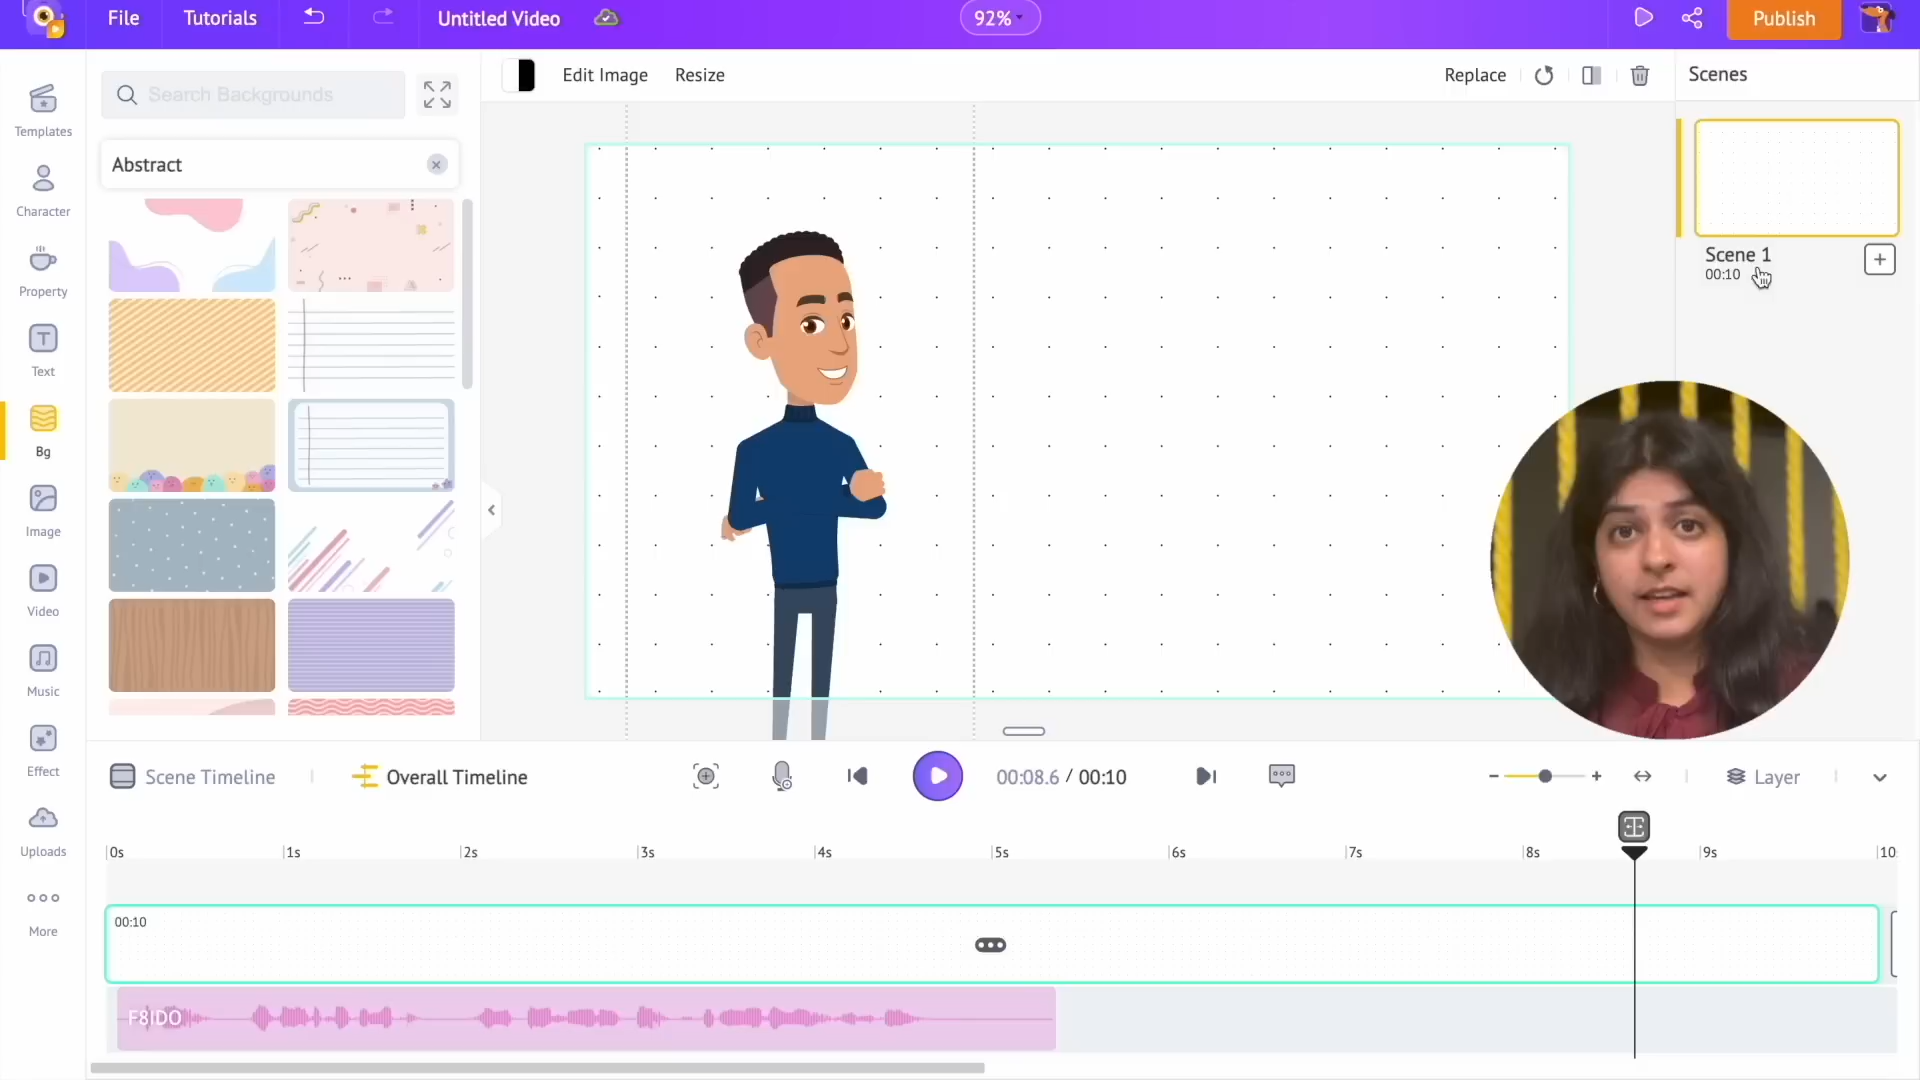 File
Tutorials
Untitled Video
92%
Publish
Templates
Character
Property
Text
Bg
Image
Video
Music
Effect
Uploads
More
Search Backgrounds
Abstract
Edit Image
Resize
Replace
Scenes
Scene 1
00:10
Scene Timeline
Overall Timeline
00:08.6 / 00:10
Layer
0s
1s
2s
3s
4s
5s
6s
7s
8s
9s
10
00:10
F8IDO